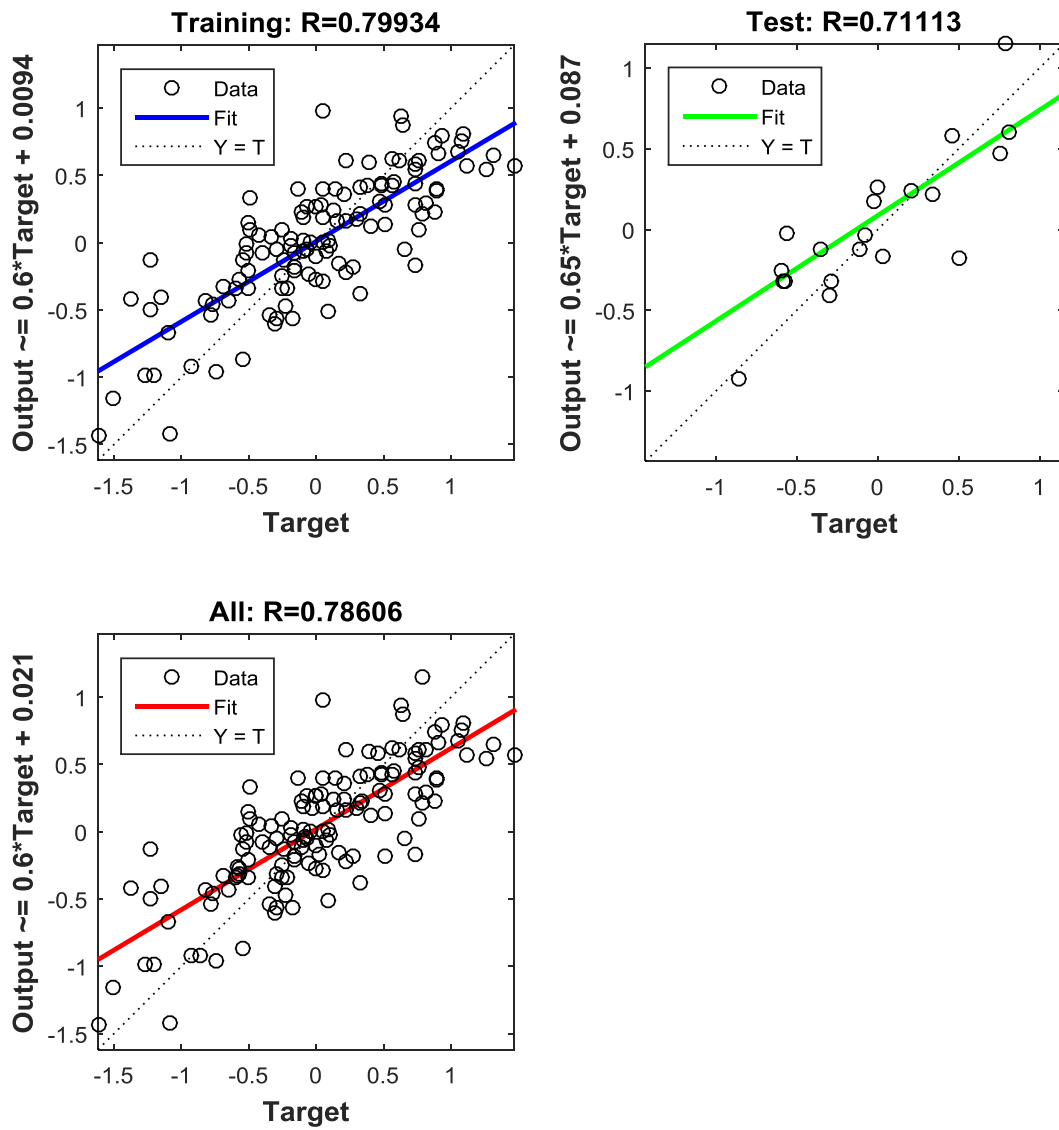 Training: R=0.79934
Output ~= 0.6*Target + 0.0094
1
0.5
0
-0.5
-1
-1.5
Data
Fit
Y = T
-1.5 -1 -0.5 0 0.5 1
Target
Test: R=0.71113
Output ~= 0.65*Target + 0.087
1
0.5
0
-0.5
-1
Data
Fit
Y = T
-1 -0.5 0 0.5 1
Target
All: R=0.78606
Output ~= 0.6*Target + 0.021
1
0.5
0
-0.5
-1
-1.5
Data
Fit
Y = T
-1.5 -1 -0.5 0 0.5 1
Target